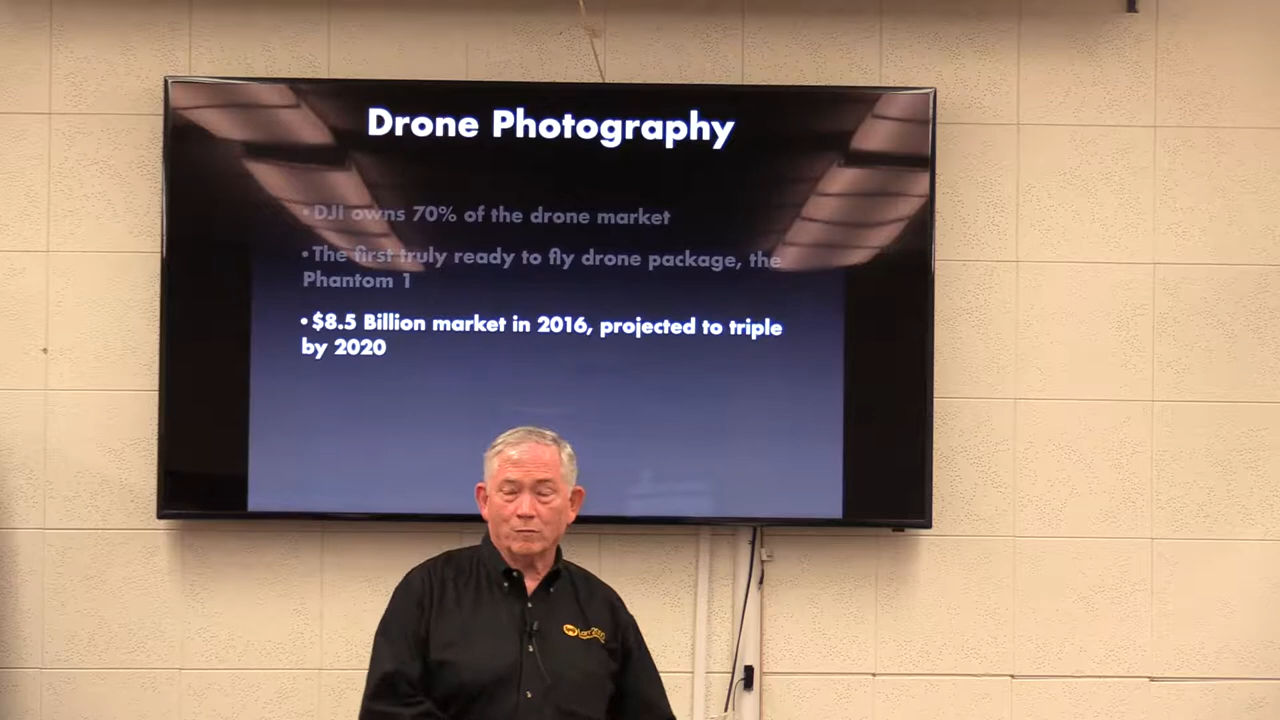 Drone Photography
• DJI owns 70% of the drone market
• The first truly ready to fly drone package, the
Phantom 1
• $8.5 Billion market in 2016, projected to triple
by 2020